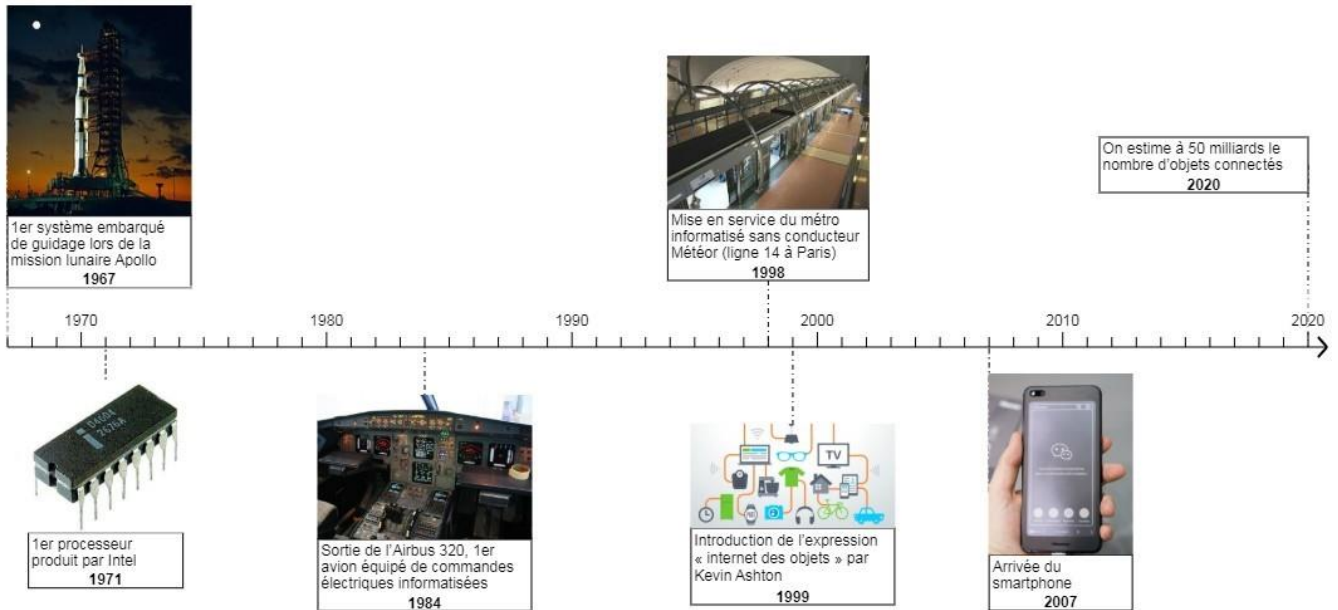 1er système embarqué
de guidage lors de la
mission lunaire Apollo
1967
Mise en service du métro
informatisé sans conducteur
Météor (ligne 14 à Paris)
1998
On estime à 50 milliards le
nombre d'objets connectés
2020
1970
1980
1990
2000
2010
2020
D4004
2676A
1er processeur
produit par Intel
1971
Sortie de l'Airbus 320, 1er
avion équipé de commandes
électriques informatisées
1984
TV
Introduction de l'expression
« internet des objets » par
Kevin Ashton
1999
Arrivée du
smartphone
2007